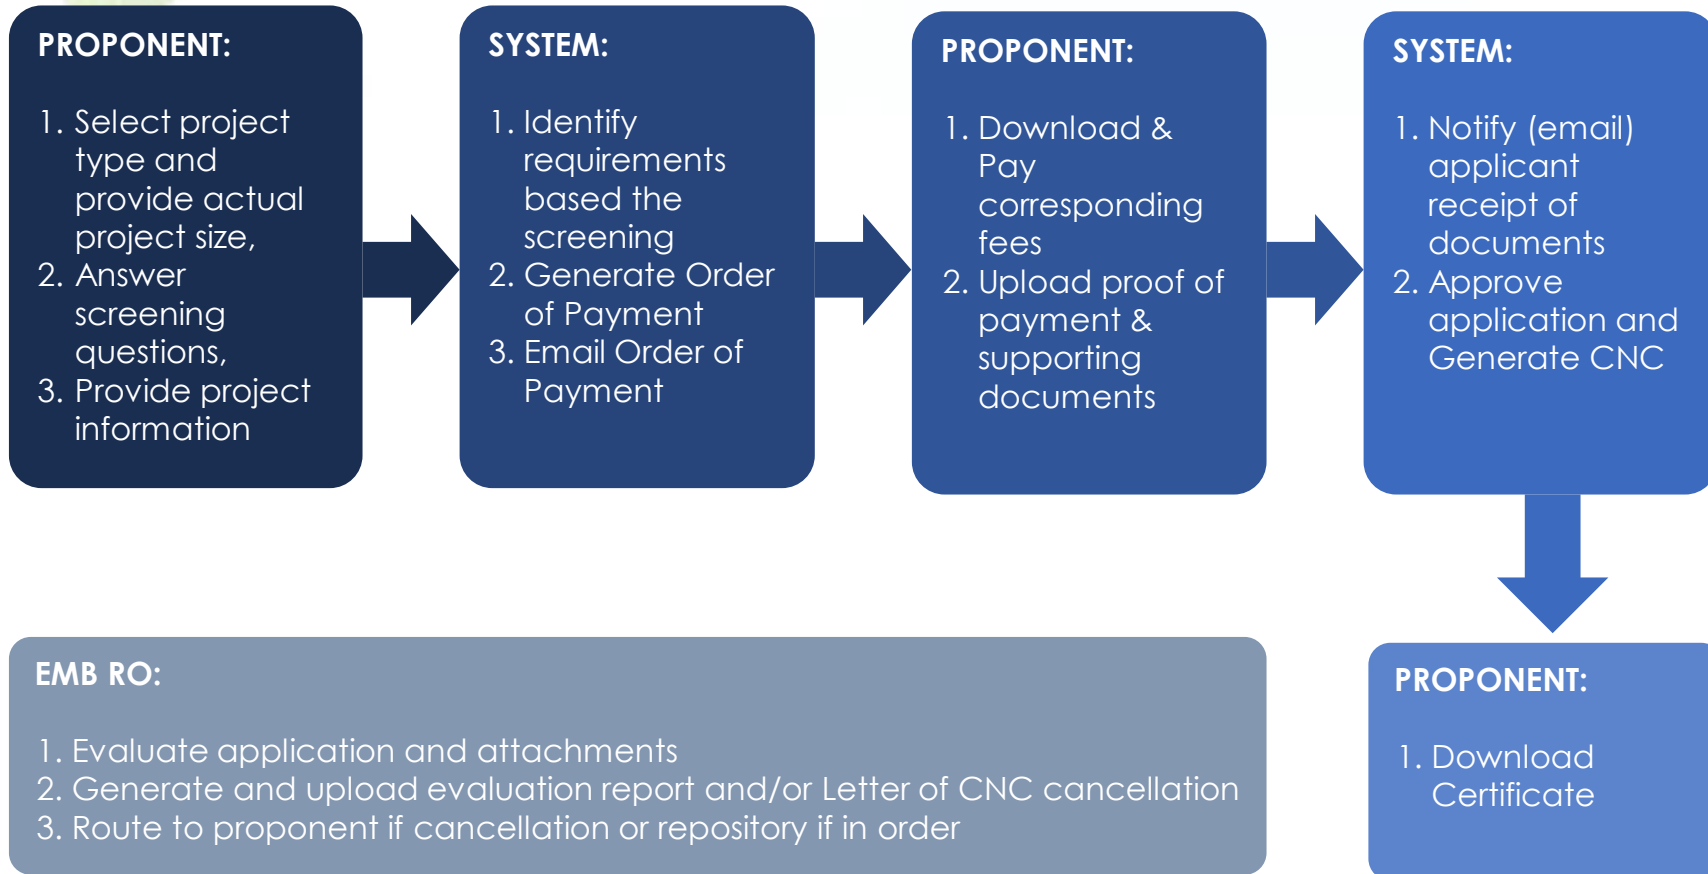 PROPONENT:
1. Select project
type and
provide actual
project size,
2. Answer
screening
questions,
3. Provide project
information
SYSTEM:
1. Identify
requirements
based the
screening
2. Generate Order
of Payment
3. Email Order of
Payment
PROPONENT:
1. Download &
Pay
corresponding
fees
2. Upload proof of
payment &
supporting
documents
SYSTEM:
1. Notify (email)
applicant
receipt of
documents
2. Approve
application and
Generate CNC
EMB RO:
1. Evaluate application and attachments
2. Generate and upload evaluation report and/or Letter of CNC cancellation
3. Route to proponent if cancellation or repository if in order
PROPONENT:
1. Download
Certificate